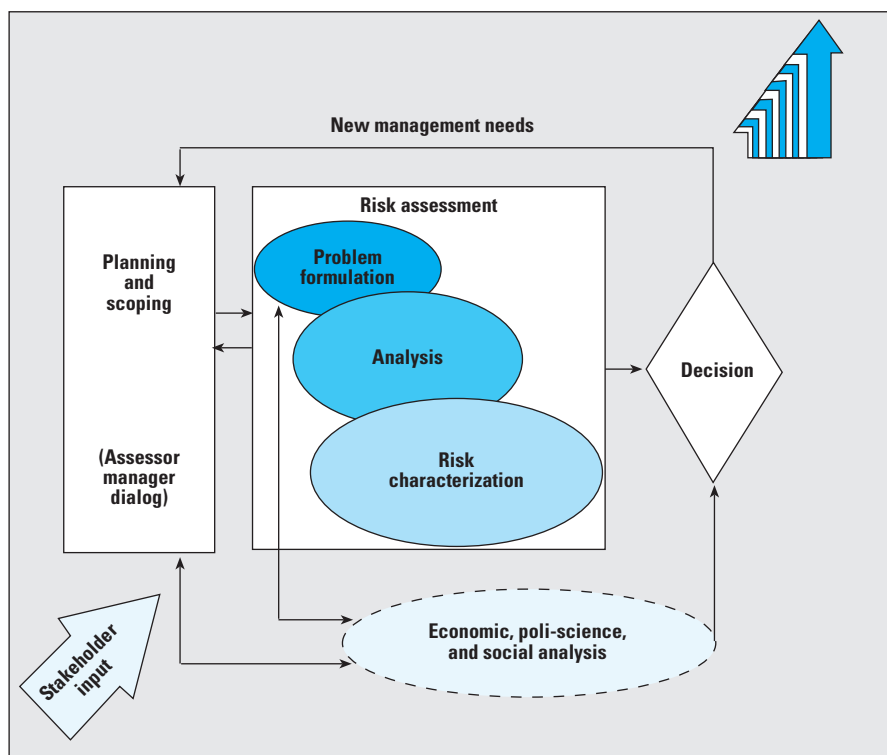 New management needs
Risk assessment
Planning
and
scoping
(Assessor
manager
dialog)
Problem
formulation
Analysis
Risk
characterization
Decision
Economic, poli-science,
and social analysis
Stakeholder
input